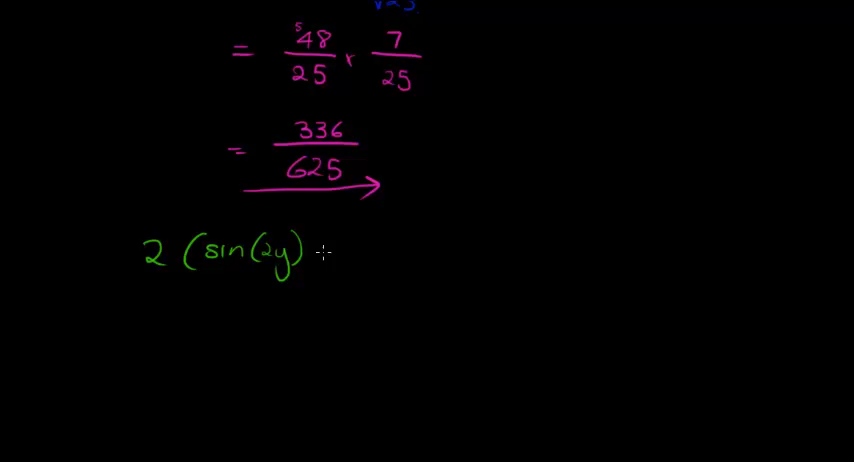 = 48/25 × 7/25
= 336/625
2 (sin(2y)